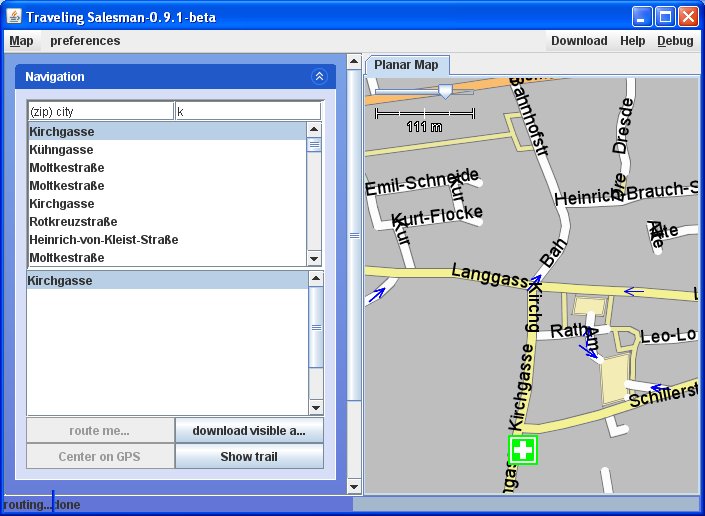 Traveling Salesman-0.9.1-beta
Map preferences Download Help Debug
Navigation
(zip) city k
Kirchgasse
Kühngasse
Moltkestraße
Moltkestraße
Kirchgasse
Rotkreuzstraße
Heinrich-von-Kleist-Straße
Moltkestraße
Kirchgasse
route me... download visible a...
Center on GPS Show trail
routing...done
Planar Map
111 m
Bahnhofstr
Dresde
Dre
Emil-Schneide
Kur
Heinrich-Brauch-S
Kurt-Flocke
Kur
Alte
Bah
Langgass
Kirchg
Rath
Am
Leo-Lo
Kirchgasse
Schillerst
ngas